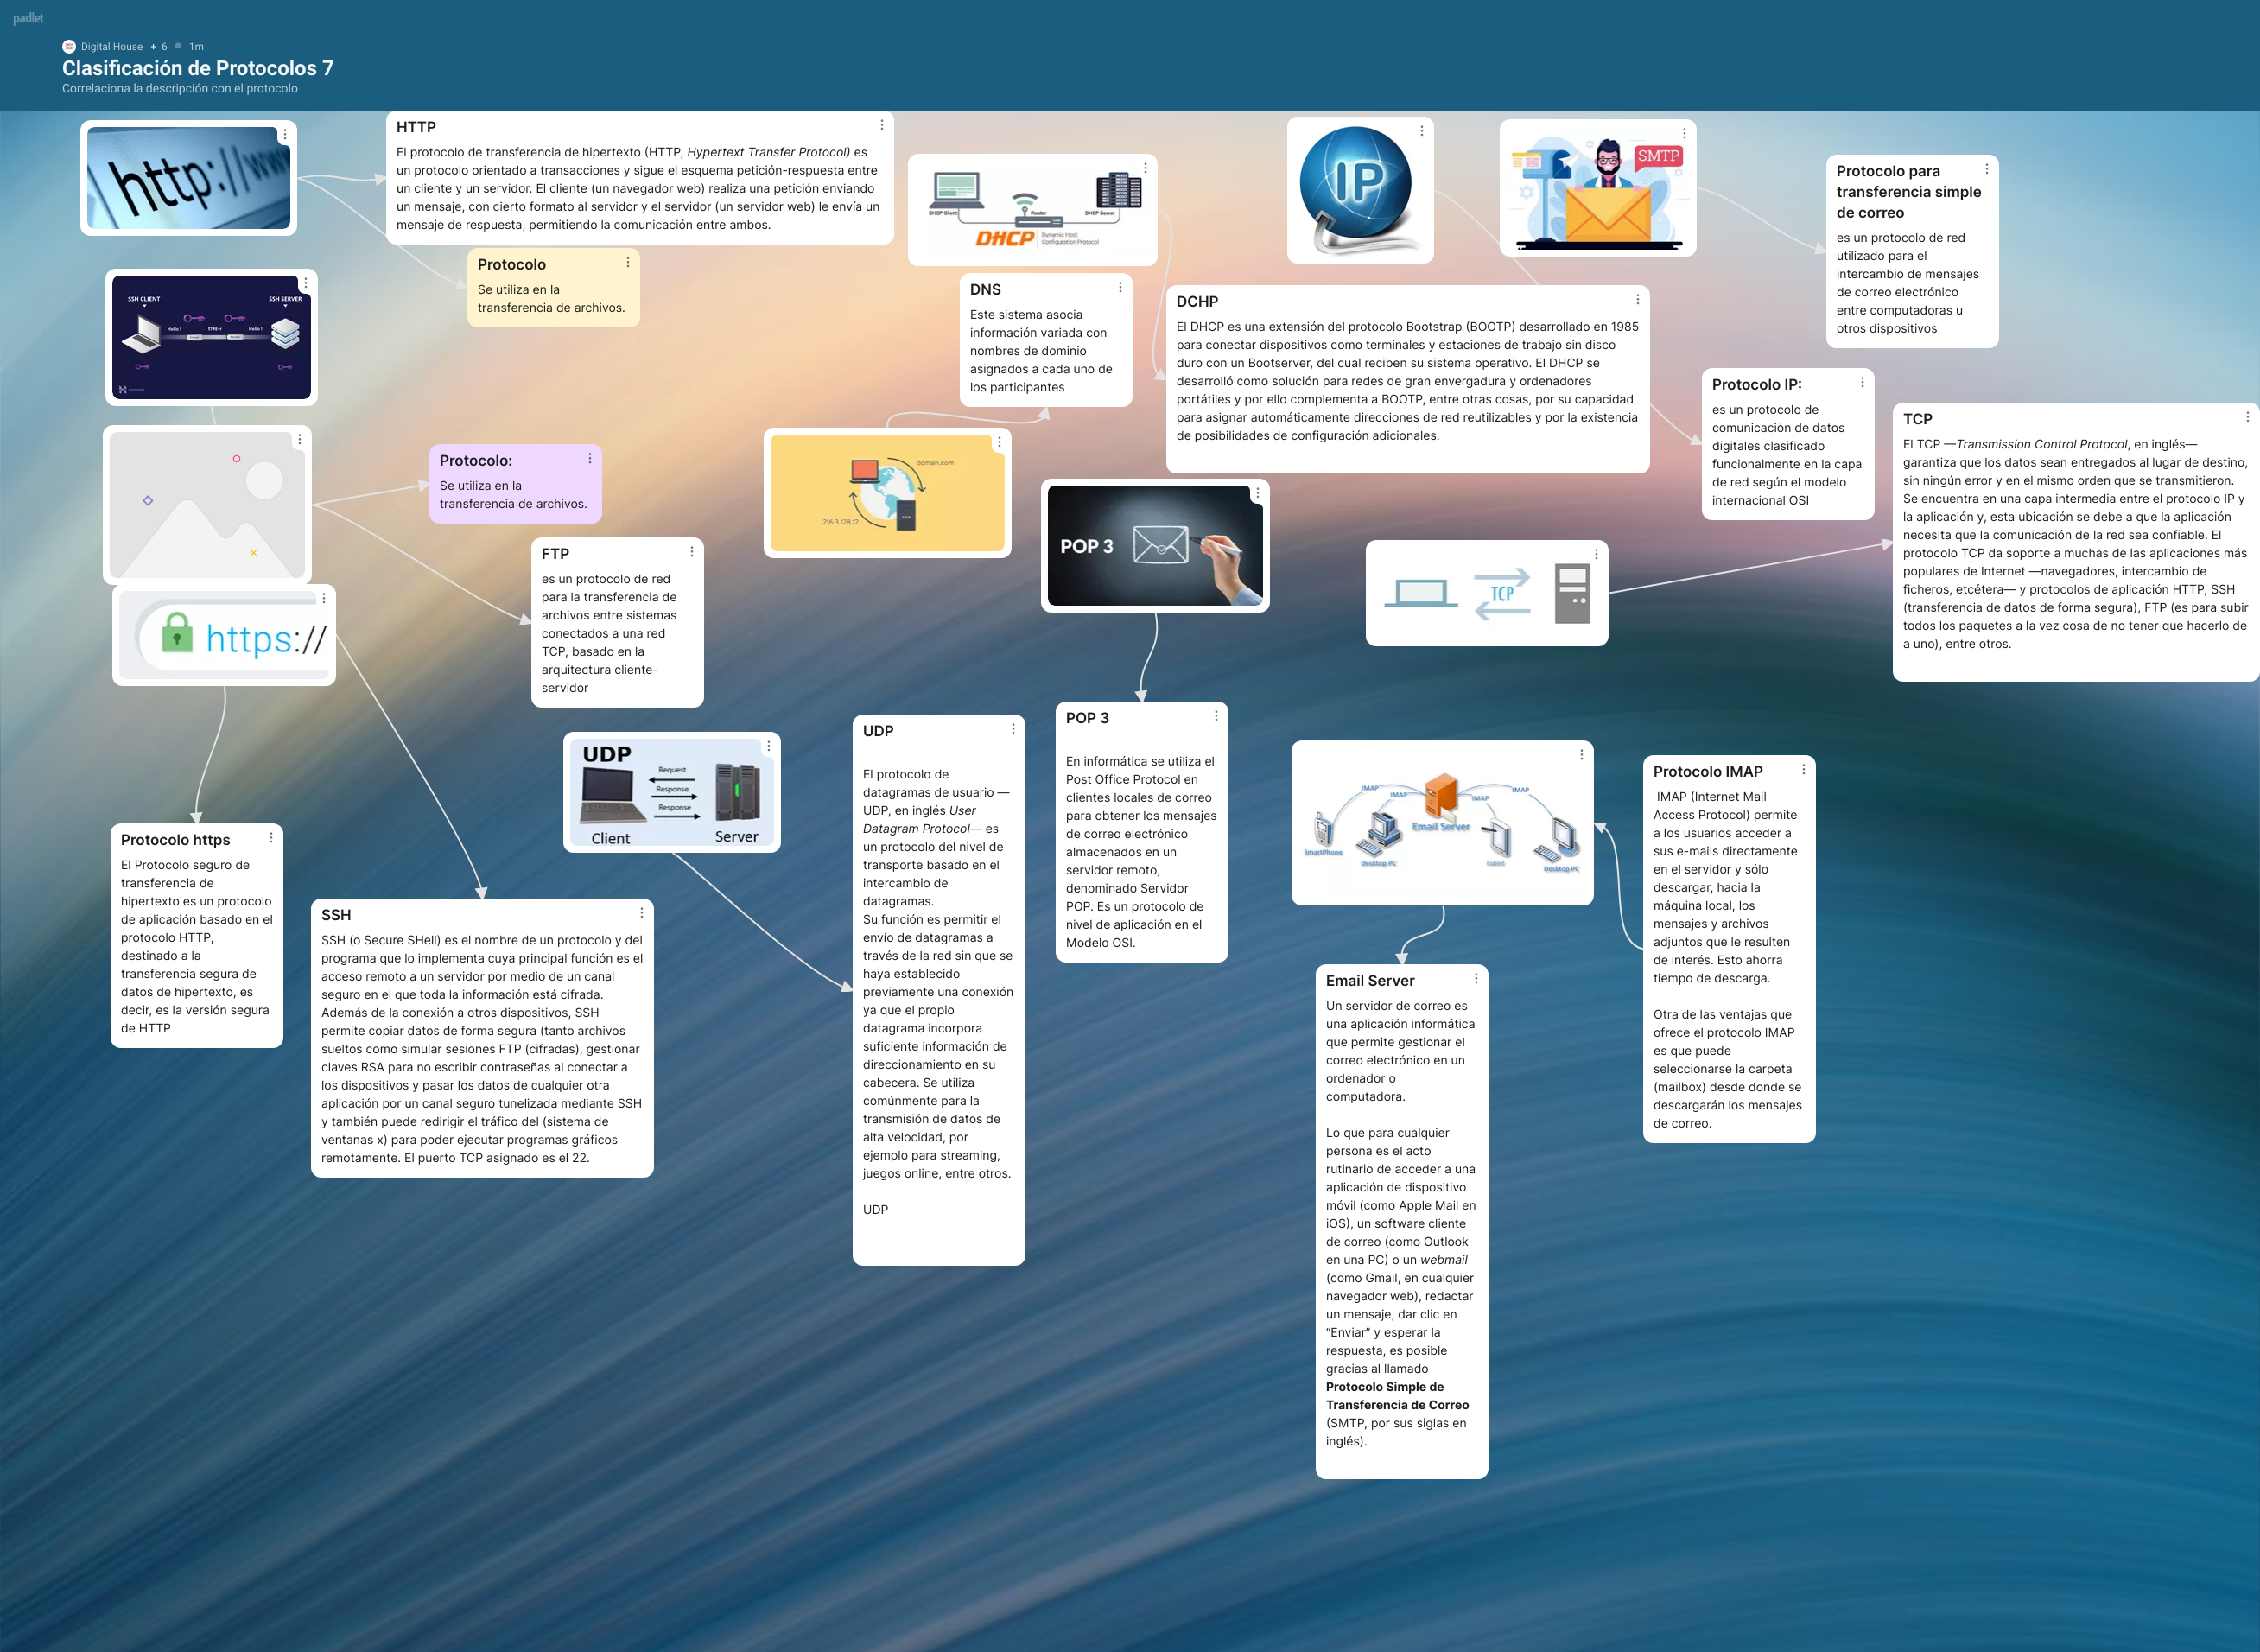 padlet
Digital House + 6 1m
Clasificación de Protocolos 7
Correlaciona la descripción con el protocolo
http://www
HTTP
El protocolo de transferencia de hipertexto (HTTP, Hypertext Transfer Protocol) es
un protocolo orientado a transacciones y sigue el esquema petición-respuesta entre
un cliente y un servidor. El cliente (un navegador web) realiza una petición enviando
un mensaje, con cierto formato al servidor y el servidor (un servidor web) le envía un
mensaje de respuesta, permitiendo la comunicación entre ambos.
Protocolo
Se utiliza en la
transferencia de archivos.
DHCP Client
Router
DHCP Server
DHCP
Dynamic Host
Configuration Protocol
IP
SMTP
Protocolo para
transferencia simple
de correo
es un protocolo de red
utilizado para el
intercambio de mensajes
de correo electrónico
entre computadoras u
otros dispositivos
SSH CLIENT
SSH SERVER
Hello !
Hello !
DNS
Este sistema asocia
información variada con
nombres de dominio
asignados a cada uno de
los participantes
DCHP
El DHCP es una extensión del protocolo Bootstrap (BOOTP) desarrollado en 1985
para conectar dispositivos como terminales y estaciones de trabajo sin disco
duro con un Bootserver, del cual reciben su sistema operativo. El DHCP se
desarrolló como solución para redes de gran envergadura y ordenadores
portátiles y por ello complementa a BOOTP, entre otras cosas, por su capacidad
para asignar automáticamente direcciones de red reutilizables y por la existencia
de posibilidades de configuración adicionales.
Protocolo IP:
es un protocolo de
comunicación de datos
digitales clasificado
funcionalmente en la capa
de red según el modelo
internacional OSI
TCP
El TCP —Transmission Control Protocol, en inglés—
garantiza que los datos sean entregados al lugar de destino,
sin ningún error y en el mismo orden que se transmitieron.
Se encuentra en una capa intermedia entre el protocolo IP y
la aplicación y, esta ubicación se debe a que la aplicación
necesita que la comunicación de la red sea confiable. El
protocolo TCP da soporte a muchas de las aplicaciones más
populares de Internet —navegadores, intercambio de
ficheros, etcétera— y protocolos de aplicación HTTP, SSH
(transferencia de datos de forma segura), FTP (es para subir
todos los paquetes a la vez cosa de no tener que hacerlo de
a uno), entre otros.
Protocolo:
Se utiliza en la
transferencia de archivos.
domain.com
216.3.128.12
POP 3
TCP
FTP
es un protocolo de red
para la transferencia de
archivos entre sistemas
conectados a una red
TCP, basado en la
arquitectura cliente-
servidor
https://
UDP
Request
Response
Response
Client
Server
UDP
El protocolo de
datagramas de usuario —
UDP, en inglés User
Datagram Protocol— es
un protocolo del nivel de
transporte basado en el
intercambio de
datagramas.
Su función es permitir el
envío de datagramas a
través de la red sin que se
haya establecido
previamente una conexión
ya que el propio
datagrama incorpora
suficiente información de
direccionamiento en su
cabecera. Se utiliza
comúnmente para la
transmisión de datos de
alta velocidad, por
ejemplo para streaming,
juegos online, entre otros.
UDP
POP 3
En informática se utiliza el
Post Office Protocol en
clientes locales de correo
para obtener los mensajes
de correo electrónico
almacenados en un
servidor remoto,
denominado Servidor
POP. Es un protocolo de
nivel de aplicación en el
Modelo OSI.
IMAP
IMAP
IMAP
IMAP
Email Server
SmartPhone
Desktop PC
Tablet
Desktop PC
Protocolo IMAP
IMAP (Internet Mail
Access Protocol) permite
a los usuarios acceder a
sus e-mails directamente
en el servidor y sólo
descargar, hacia la
máquina local, los
mensajes y archivos
adjuntos que le resulten
de interés. Esto ahorra
tiempo de descarga.
Otra de las ventajas que
ofrece el protocolo IMAP
es que puede
seleccionarse la carpeta
(mailbox) desde donde se
descargarán los mensajes
de correo.
Protocolo https
El Protocolo seguro de
transferencia de
hipertexto es un protocolo
de aplicación basado en el
protocolo HTTP,
destinado a la
transferencia segura de
datos de hipertexto, es
decir, es la versión segura
de HTTP
SSH
SSH (o Secure SHell) es el nombre de un protocolo y del
programa que lo implementa cuya principal función es el
acceso remoto a un servidor por medio de un canal
seguro en el que toda la información está cifrada.
Además de la conexión a otros dispositivos, SSH
permite copiar datos de forma segura (tanto archivos
sueltos como simular sesiones FTP (cifradas), gestionar
claves RSA para no escribir contraseñas al conectar a
los dispositivos y pasar los datos de cualquier otra
aplicación por un canal seguro tunelizada mediante SSH
y también puede redirigir el tráfico del (sistema de
ventanas x) para poder ejecutar programas gráficos
remotamente. El puerto TCP asignado es el 22.
Email Server
Un servidor de correo es
una aplicación informática
que permite gestionar el
correo electrónico en un
ordenador o
computadora.
Lo que para cualquier
persona es el acto
rutinario de acceder a una
aplicación de dispositivo
móvil (como Apple Mail en
iOS), un software cliente
de correo (como Outlook
en una PC) o un webmail
(como Gmail, en cualquier
navegador web), redactar
un mensaje, dar clic en
“Enviar” y esperar la
respuesta, es posible
gracias al llamado
Protocolo Simple de
Transferencia de Correo
(SMTP, por sus siglas en
inglés).